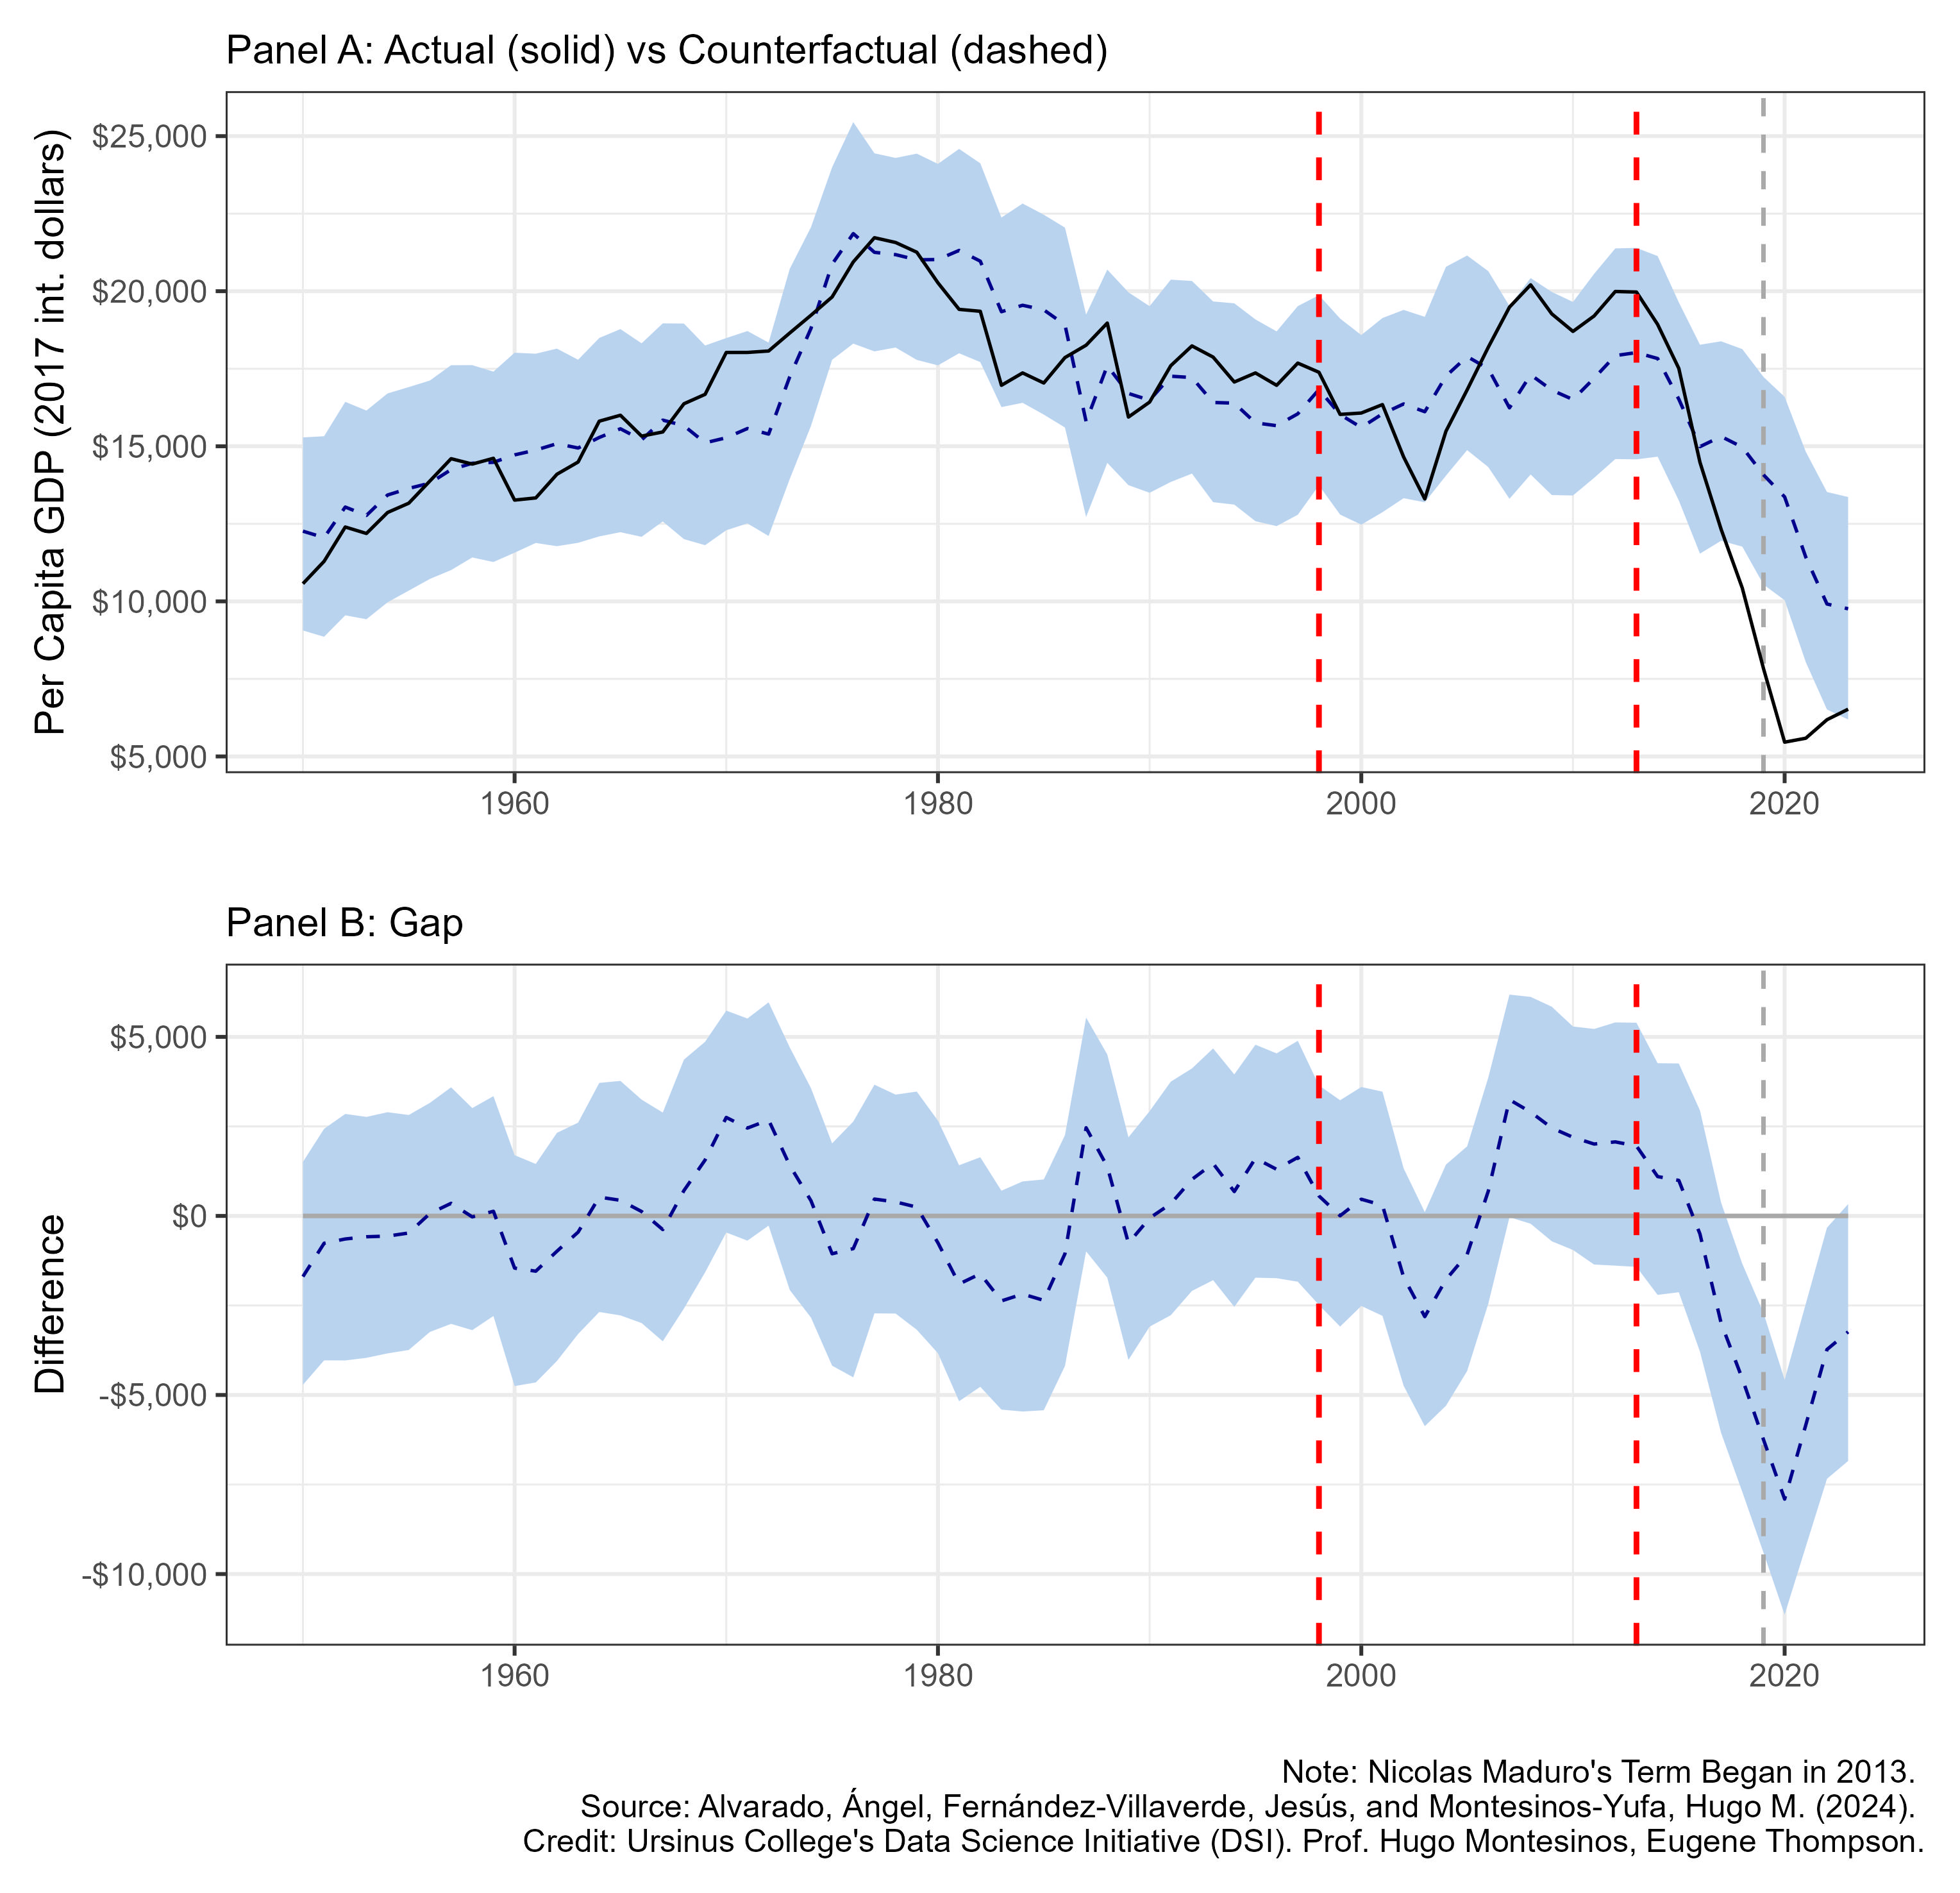 Panel A: Actual (solid) vs Counterfactual (dashed)
Per Capita GDP (2017 int. dollars)
$25,000
$20,000
$15,000
$10,000
$5,000
1960
1980
2000
2020
Panel B: Gap
Difference
$5,000
$0
-$5,000
-$10,000
1960
1980
2000
2020
Note: Nicolas Maduro's Term Began in 2013.
Source: Alvarado, Ángel, Fernández-Villaverde, Jesús, and Montesinos-Yufa, Hugo M. (2024).
Credit: Ursinus College's Data Science Initiative (DSI). Prof. Hugo Montesinos, Eugene Thompson.